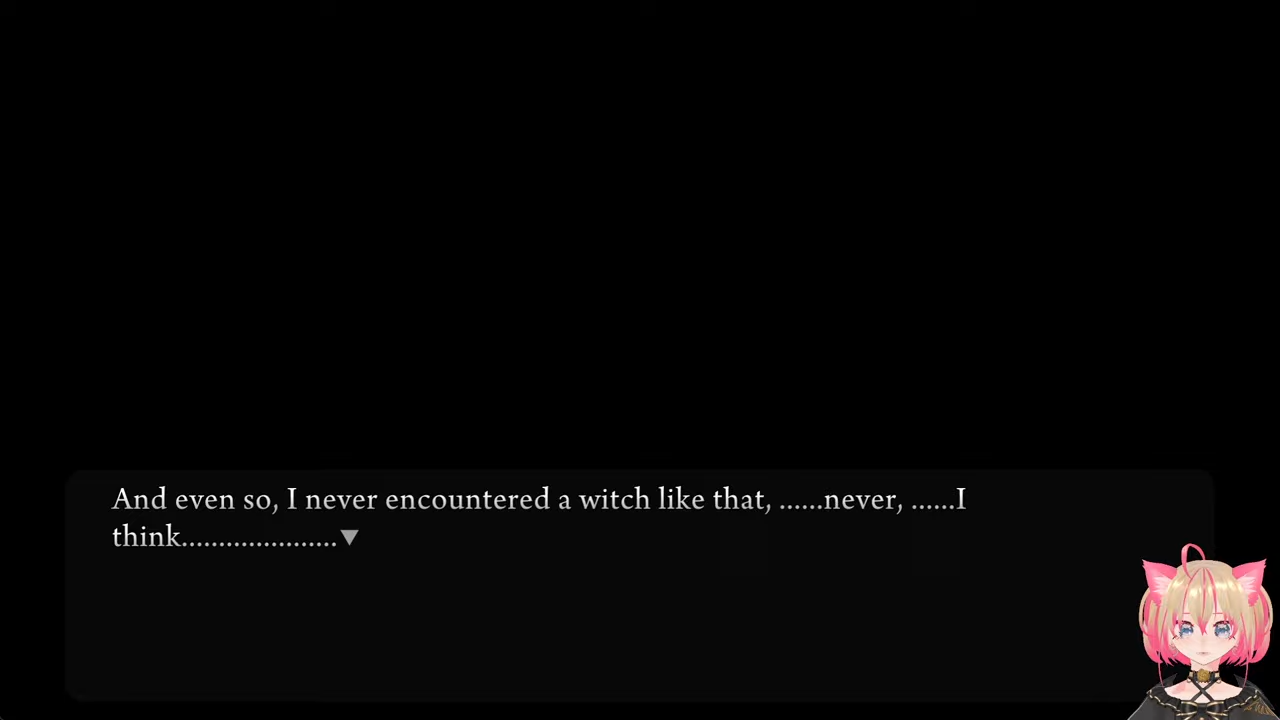 And even so, I never encountered a witch like that, ......never, ......I
think.....................▼